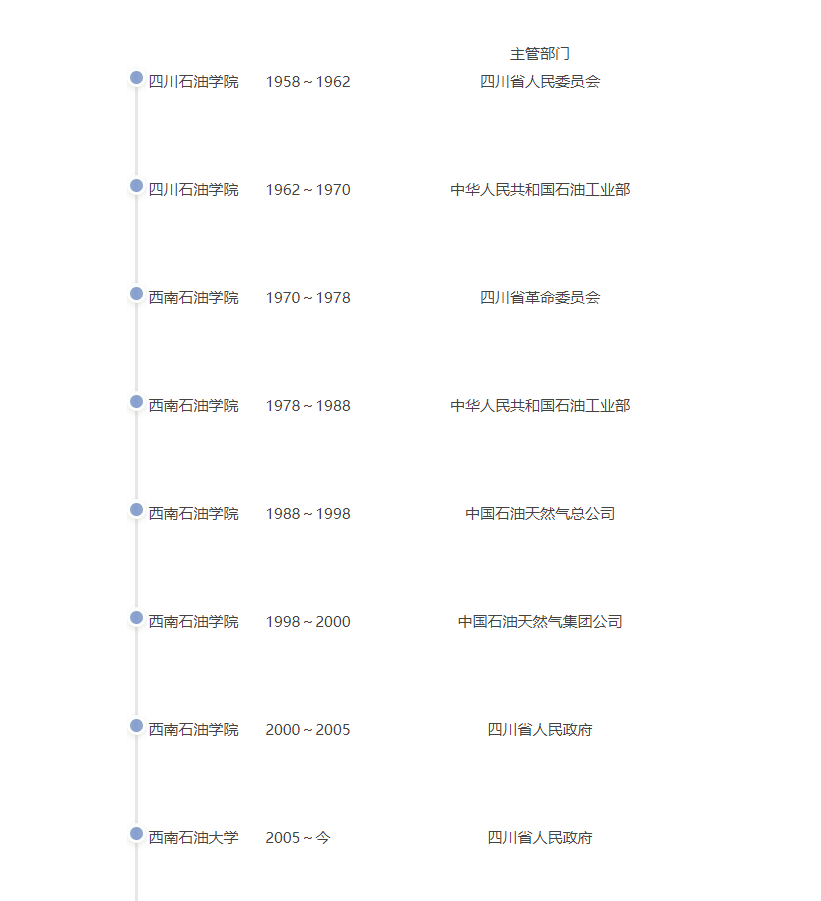 主管部门
四川石油学院 1958～1962 四川省人民委员会
四川石油学院 1962～1970 中华人民共和国石油工业部
西南石油学院 1970～1978 四川省革命委员会
西南石油学院 1978～1988 中华人民共和国石油工业部
西南石油学院 1988～1998 中国石油天然气总公司
西南石油学院 1998～2000 中国石油天然气集团公司
西南石油学院 2000～2005 四川省人民政府
西南石油大学 2005～今 四川省人民政府